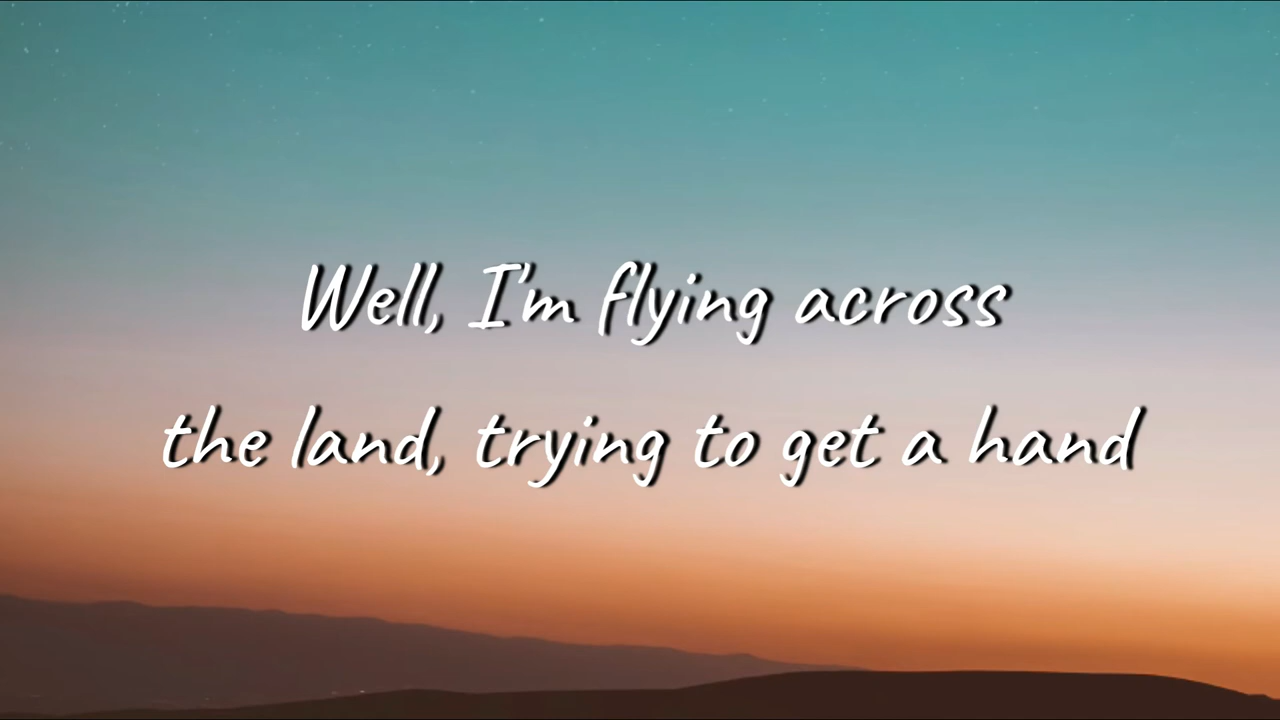 Well, I'm flying across
the land, trying to get a hand